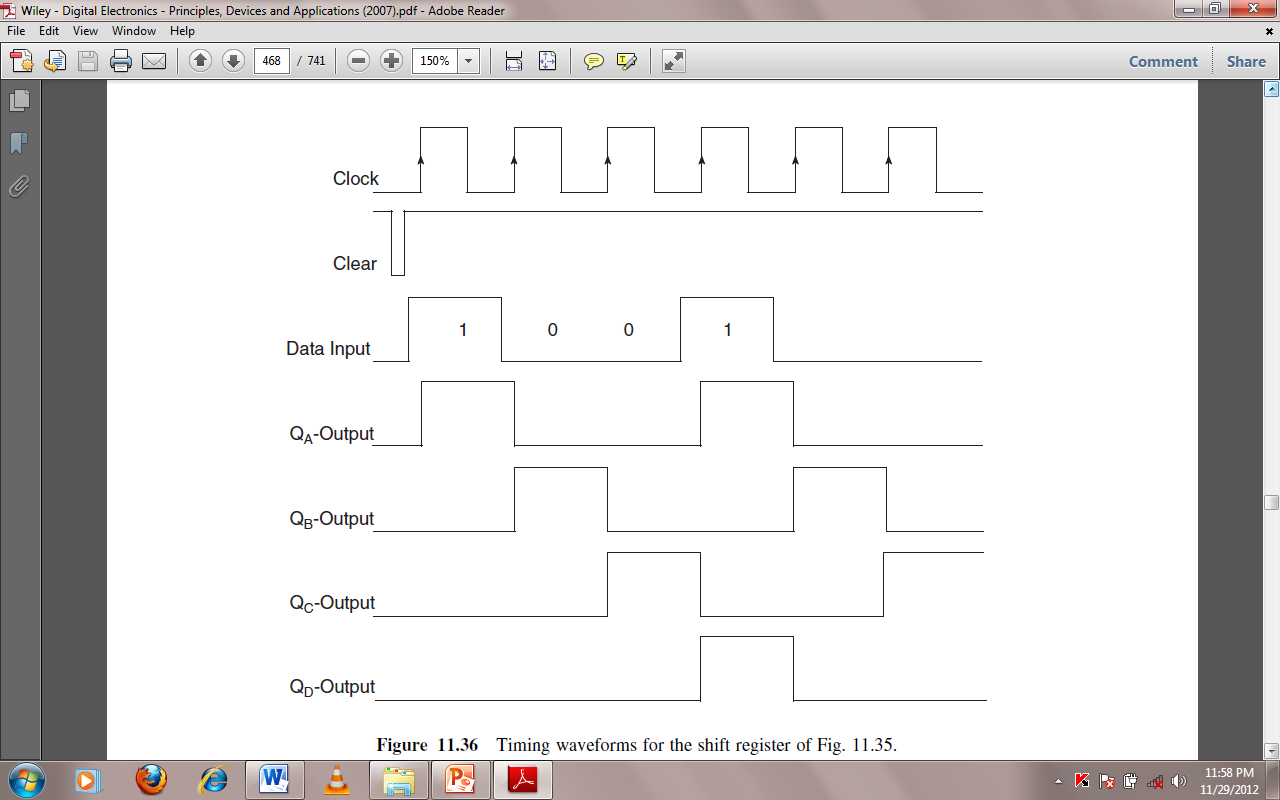 Wiley - Digital Electronics - Principles, Devices and Applications (2007).pdf - Adobe Reader
File Edit View Window Help
468 / 741 150% Comment Share
Clock
Clear
Data Input 1 0 0 1
QA-Output
QB-Output
QC-Output
QD-Output
Figure 11.36 Timing waveforms for the shift register of Fig. 11.35.
11:58 PM
11/29/2012